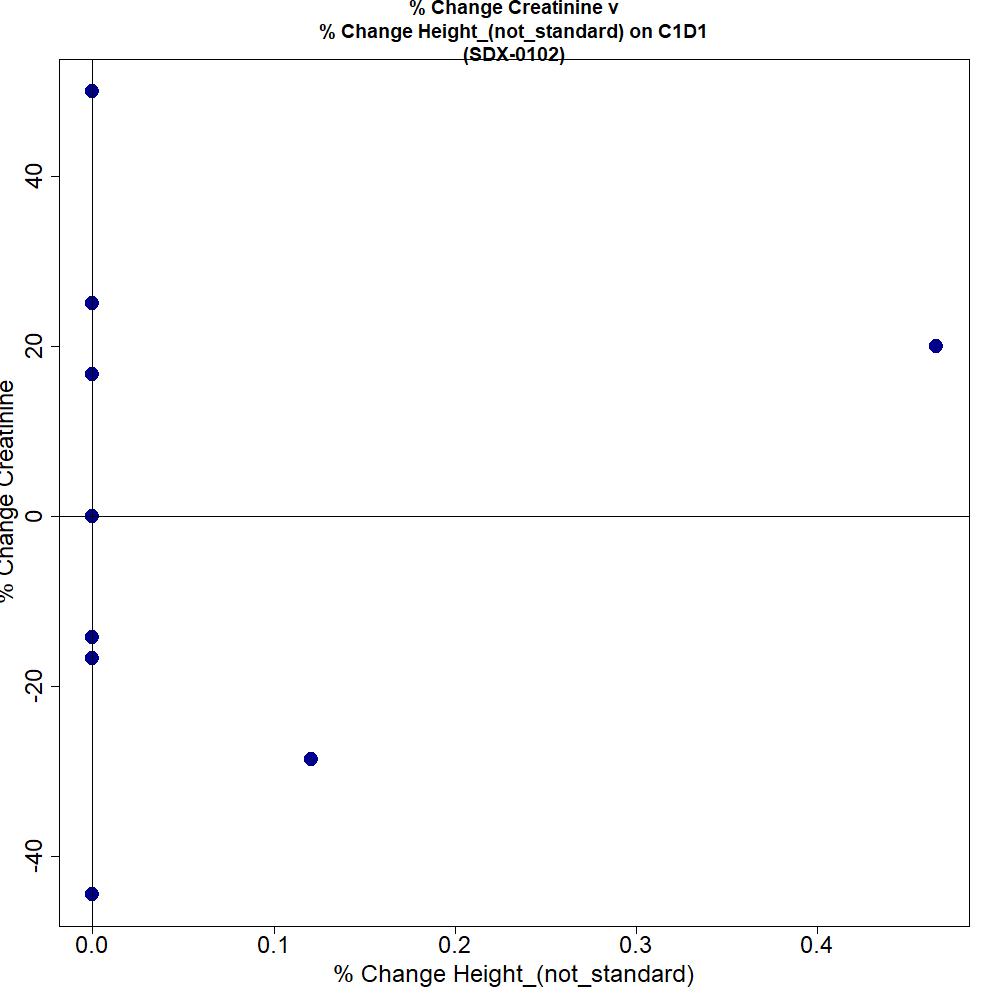 % Change Creatinine v
% Change Height_(not_standard) on C1D1
(SDX-0102)
% Change Creatinine
40
20
0
-20
-40
0.0
0.1
0.2
0.3
0.4
% Change Height_(not_standard)